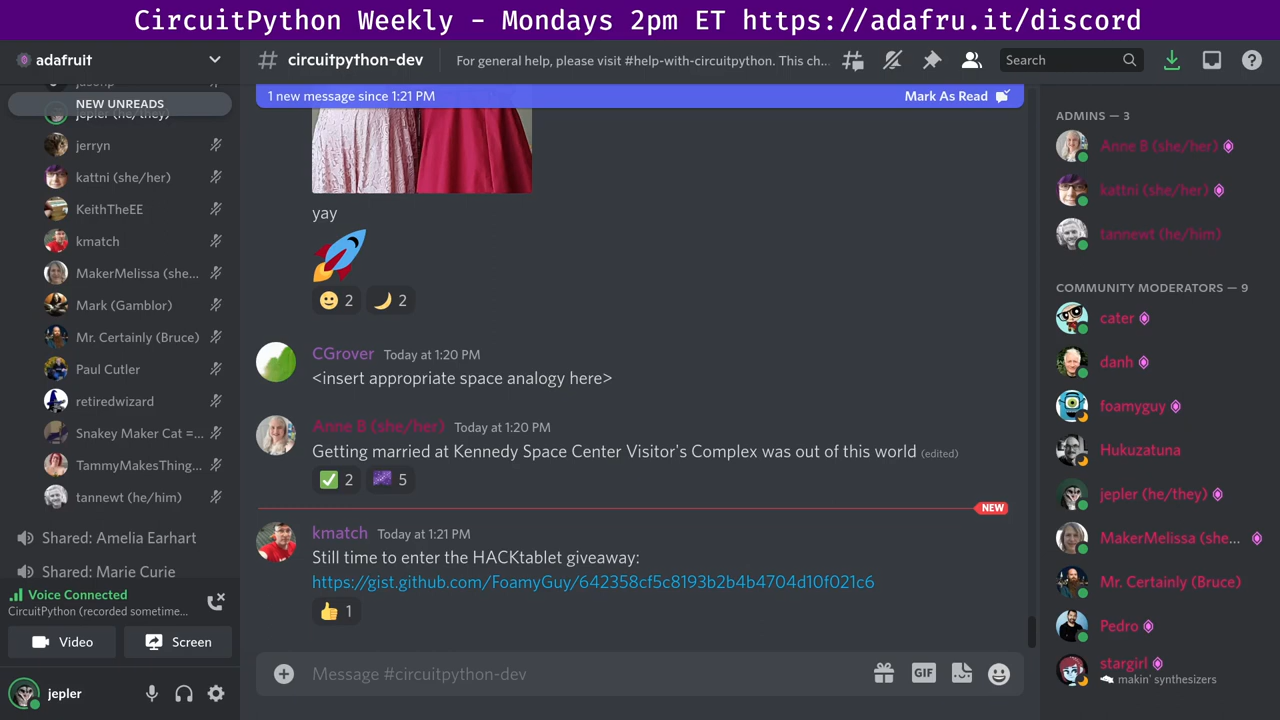 CircuitPython Weekly - Mondays 2pm ET https://adafru.it/discord
adafruit
NEW UNREADS
jepler (he/they)
jerryn
kattni (she/her)
KeithTheEE
kmatch
MakerMelissa (she...
Mark (Gamblor)
Mr. Certainly (Bruce)
Paul Cutler
retiredwizard
Snakey Maker Cat =...
TammyMakesThing...
tannewt (he/him)
Shared: Amelia Earhart
Shared: Marie Curie
Voice Connected
CircuitPython (recorded sometime...
Video
Screen
jepler
# circuitpython-dev
For general help, please visit #help-with-circuitpython. This ch...
Search
1 new message since 1:21 PM
Mark As Read
yay
2
2
CGrover Today at 1:20 PM
<insert appropriate space analogy here>
Anne B (she/her) Today at 1:20 PM
Getting married at Kennedy Space Center Visitor's Complex was out of this world (edited)
2
5
NEW
kmatch Today at 1:21 PM
Still time to enter the HACKtablet giveaway:
https://gist.github.com/FoamyGuy/642358cf5c8193b2b4b4704d10f021c6
1
Message #circuitpython-dev
GIF
ADMINS — 3
Anne B (she/her)
kattni (she/her)
tannewt (he/him)
COMMUNITY MODERATORS — 9
cater
danh
foamyguy
Hukuzatuna
jepler (he/they)
MakerMelissa (she...
Mr. Certainly (Bruce)
Pedro
stargirl
makin' synthesizers